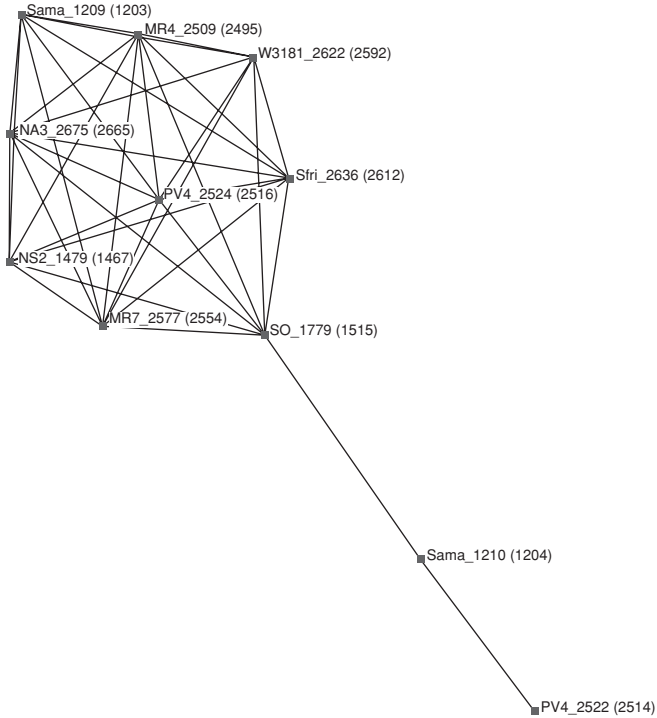 Sama_1209 (1203)
MR4_2509 (2495)
W3181_2622 (2592)
NA3_2675 (2665)
Sfri_2636 (2612)
PV4_2524 (2516)
NS2_1479 (1467)
MR7_2577 (2554)
SO_1779 (1515)
Sama_1210 (1204)
PV4_2522 (2514)